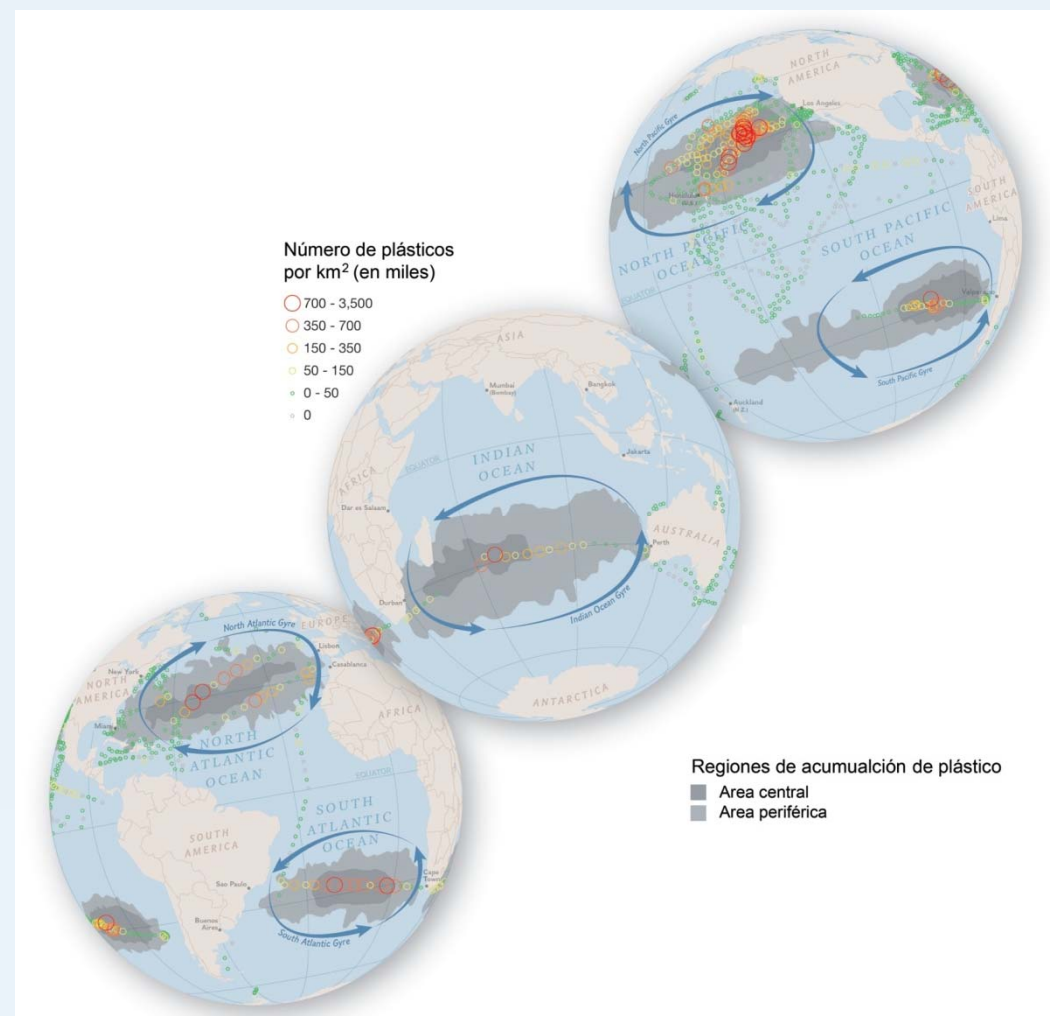 NORTH
AMERICA
Los Angeles
North Pacific Gyre
Honolulu
(U.S.)
SOUTH
AMERICA
Lima
NORTH PACIFIC
OCEAN
SOUTH PACIFIC
OCEAN
EQUATOR
South Pacific Gyre
Auckland
(N.Z.)
Número de plásticos
por km² (en miles)
700 - 3,500
350 - 700
150 - 350
50 - 150
0 - 50
0
ASIA
Mumbai
(Bombay)
Bangkok
AFRICA
EQUATOR
INDIAN
OCEAN
Jakarta
Dar es Salaam
AUSTRALIA
Perth
Durban
Indian Ocean Gyre
ANTARCTICA
North Atlantic Gyre
EUROPE
Lisbon
Casablanca
New York
NORTH
AMERICA
Miami
AFRICA
NORTH
ATLANTIC
OCEAN
EQUATOR
SOUTH
ATLANTIC
OCEAN
SOUTH
AMERICA
Sao Paulo
Cape
Town
Buenos
Aires
South Atlantic Gyre
Regiones de acumualción de plástico
Area central
Area periférica